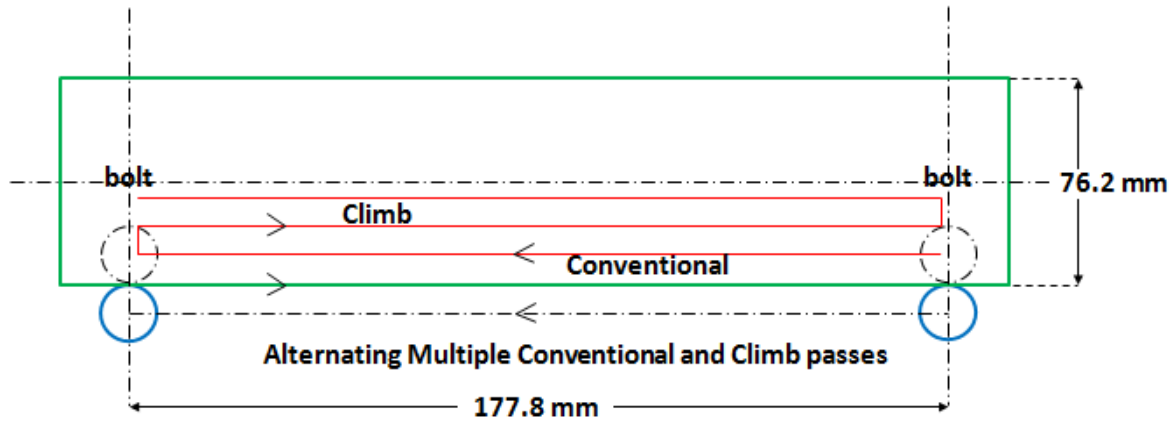 bolt
bolt
76.2 mm
Climb
Conventional
Alternating Multiple Conventional and Climb passes
177.8 mm